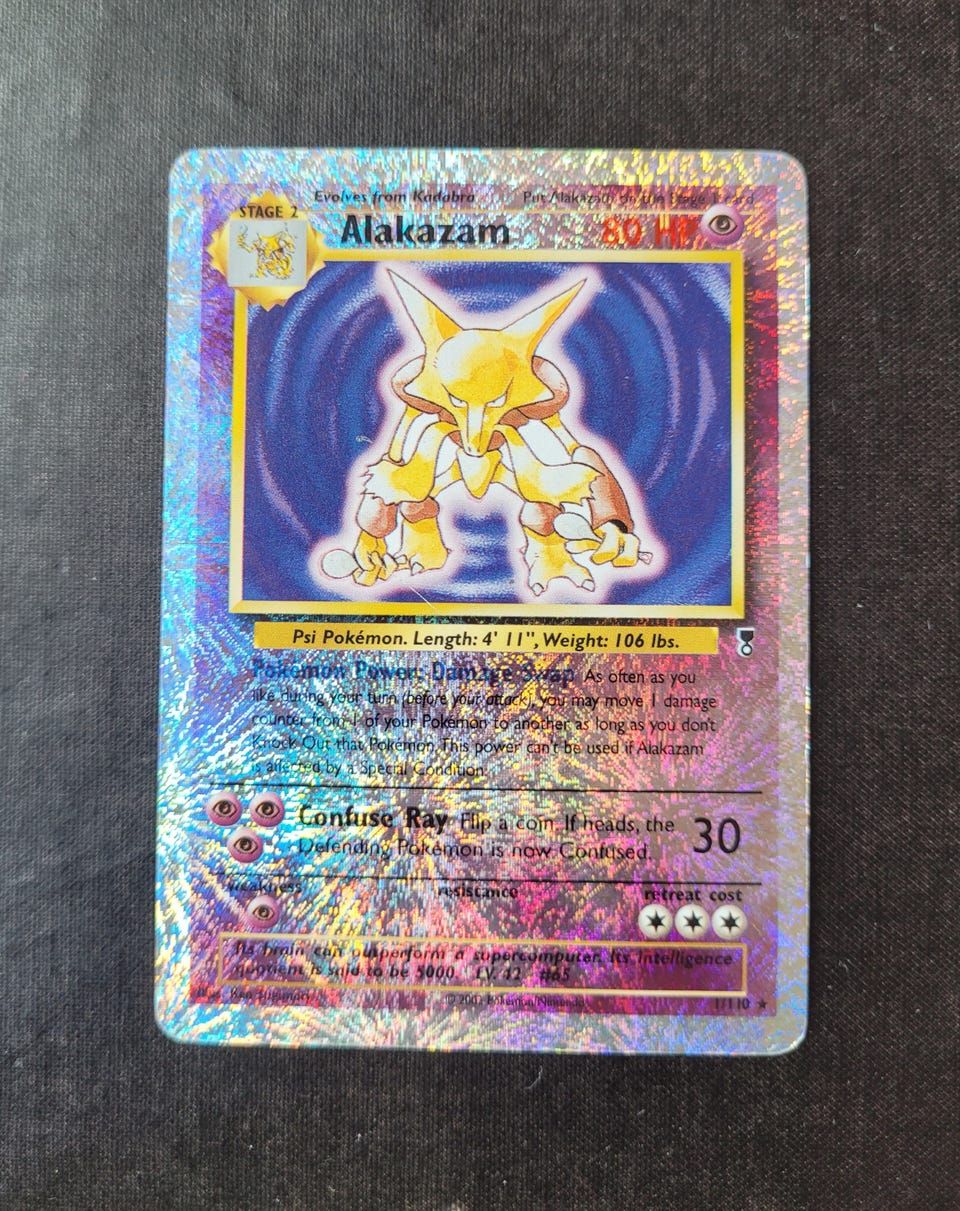 Evolves from Kadabra Put Alakazam on the Stage 1 card
STAGE 2
Alakazam 80 HP
Psi Pokémon. Length: 4' 11", Weight: 106 lbs.
Pokémon Power: Damage Swap As often as you
like during your turn (before your attack), you may move 1 damage
counter from 1 of your Pokémon to another as long as you don't
Knock Out that Pokémon. This power can't be used if Alakazam
is affected by a Special Condition.
Confuse Ray Flip a coin. If heads, the
Defending Pokémon is now Confused. 30
weakness resistance retreat cost
Its brain can outperform a supercomputer. Its intelligence
quotient is said to be 5000. LV. 42 #65
Ken Sugimori © 2002 Pokémon/Nintendo 1/110 ★